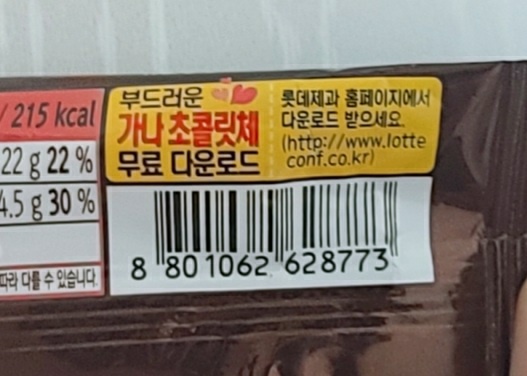 / 215 kcal
22 g 22 %
4.5 g 30 %
따라 다를 수 있습니다.
부드러운
가나 초콜릿체
무료 다운로드
롯데제과 홈페이지에서
다운로드 받으세요.
(http://www.lotte
conf.co.kr)
8 801062 628773